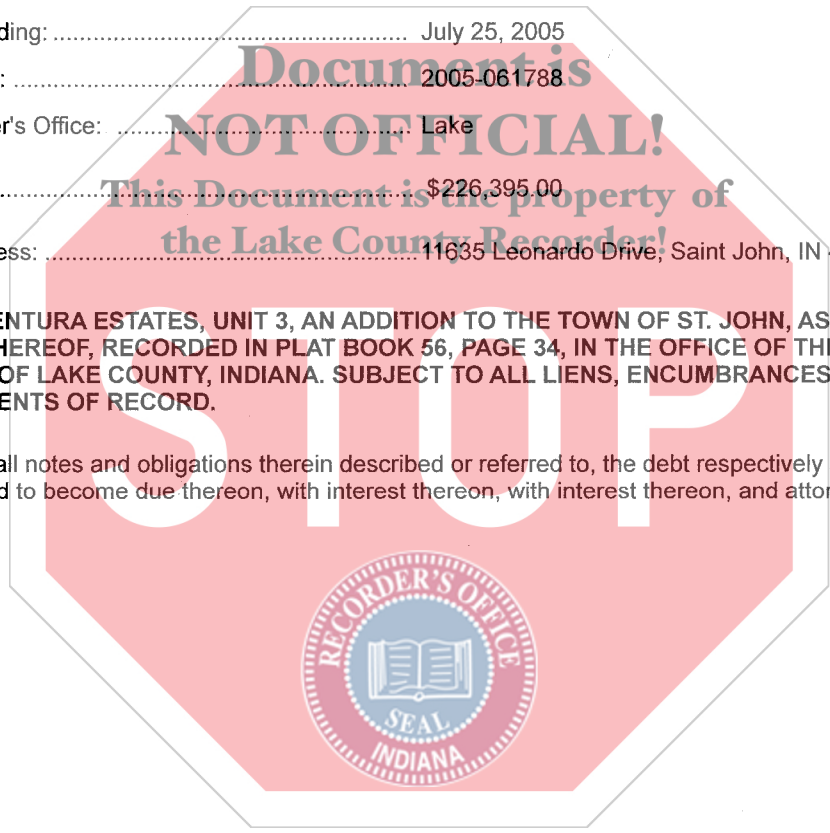 ding: ........................................................ July 25, 2005
Document is
: ................................................................ 2005-061788
er's Office: ............................................... Lake
NOT OFFICIAL!
................................................................... $226,395.00
This Document is the property of
the Lake County Recorder!
ess: ........................................................... 11635 Leonardo Drive, Saint John, IN
ENTURA ESTATES, UNIT 3, AN ADDITION TO THE TOWN OF ST. JOHN, AS
HEREOF, RECORDED IN PLAT BOOK 56, PAGE 34, IN THE OFFICE OF TH
OF LAKE COUNTY, INDIANA. SUBJECT TO ALL LIENS, ENCUMBRANCES
ENTS OF RECORD.
STOP
all notes and obligations therein described or referred to, the debt respectively
d to become due thereon, with interest thereon, with interest thereon, and attor
RECORDER'S OFFICE
SEAL
INDIANA